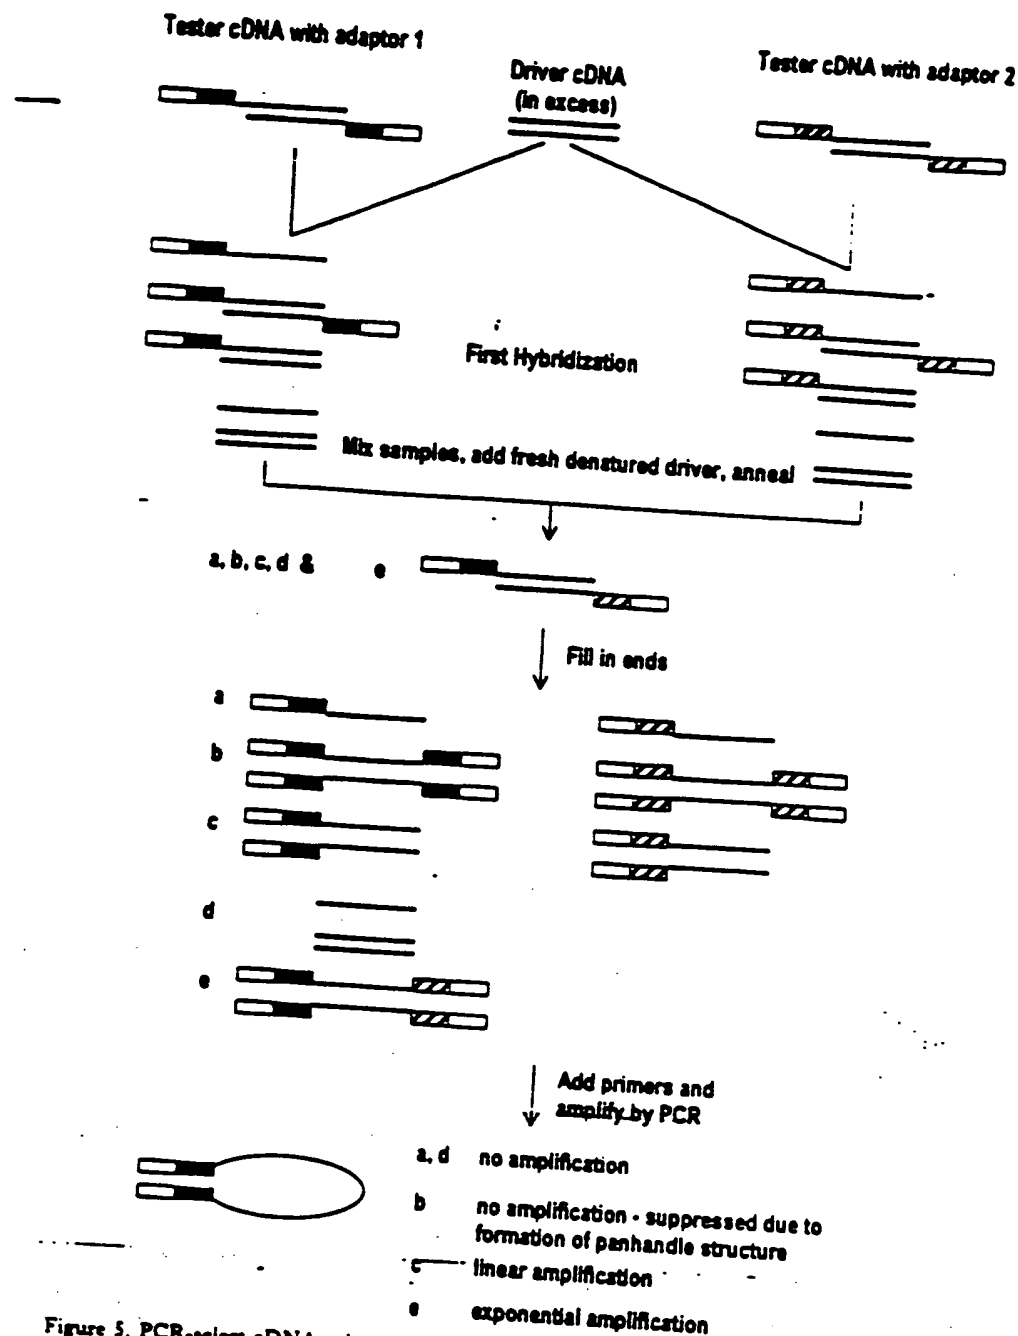 Tester cDNA with adaptor 1
Driver cDNA
(in excess)
Tester cDNA with adaptor 2
First Hybridization
Mix samples, add fresh denatured driver, anneal
a, b, c, d & e
Fill in ends
a
b
c
d
e
Add primers and
amplify by PCR
a, d no amplification
b no amplification - suppressed due to
formation of panhandle structure
c linear amplification
e exponential amplification
Figure 5. PCR-select cDNA